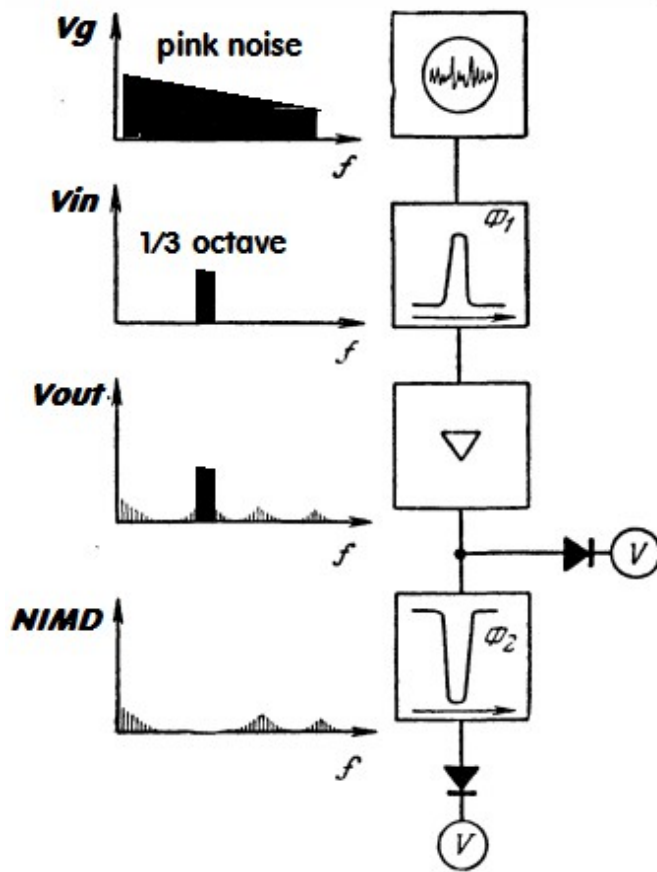 Vg
pink noise
f
Vin
1/3 octave
f
Φ1
Vout
f
V
NIMD
f
Φ2
V